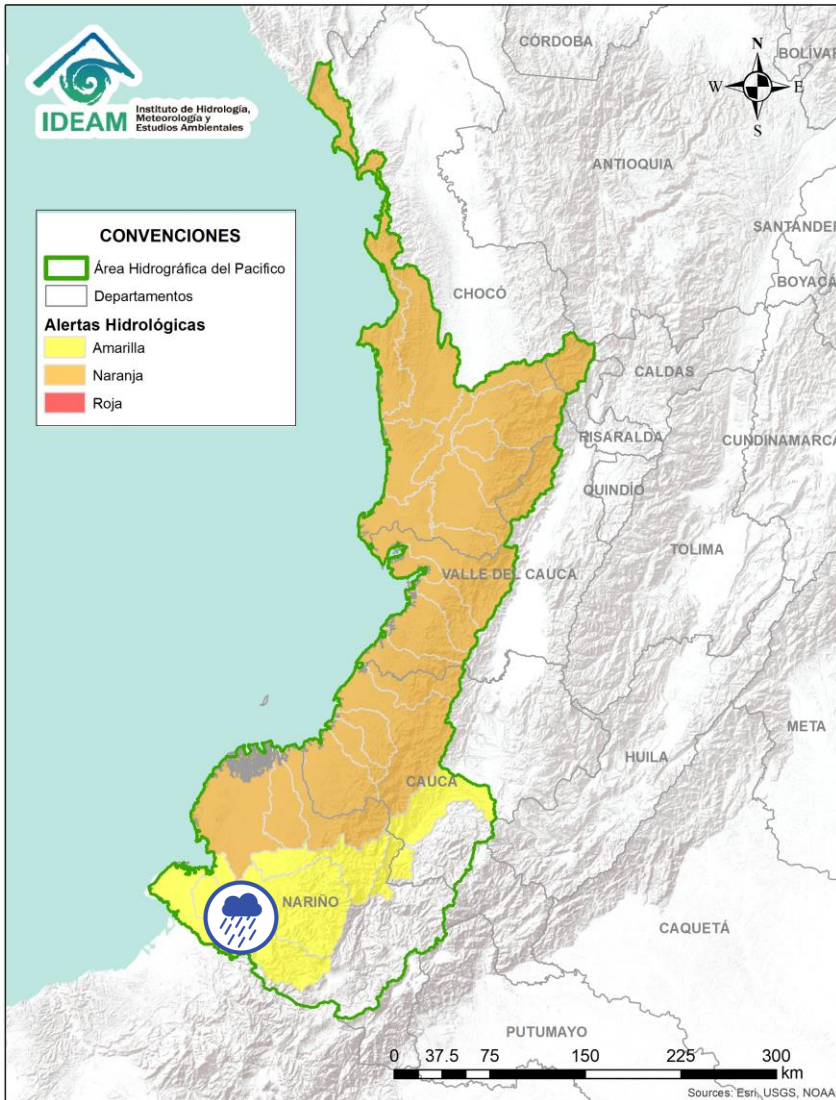 CÓRDOBA
BOLÍVAR
IDEAM
Instituto de Hidrología,
Meteorología y
Estudios Ambientales
N
W E
S
ANTIOQUIA
SANTANDER
BOYACÁ
CONVENCIONES
Área Hidrográfica del Pacifico
Departamentos
Alertas Hidrológicas
Amarilla
Naranja
Roja
CHOCÓ
CALDAS
RISARALDA
CUNDINAMARCA
QUINDÍO
TOLIMA
VALLE DEL CAUCA
META
HUILA
CAUCA
NARIÑO
CAQUETÁ
PUTUMAYO
0 37.5 75 150 225 300
km
Sources: Esri, USGS, NOAA